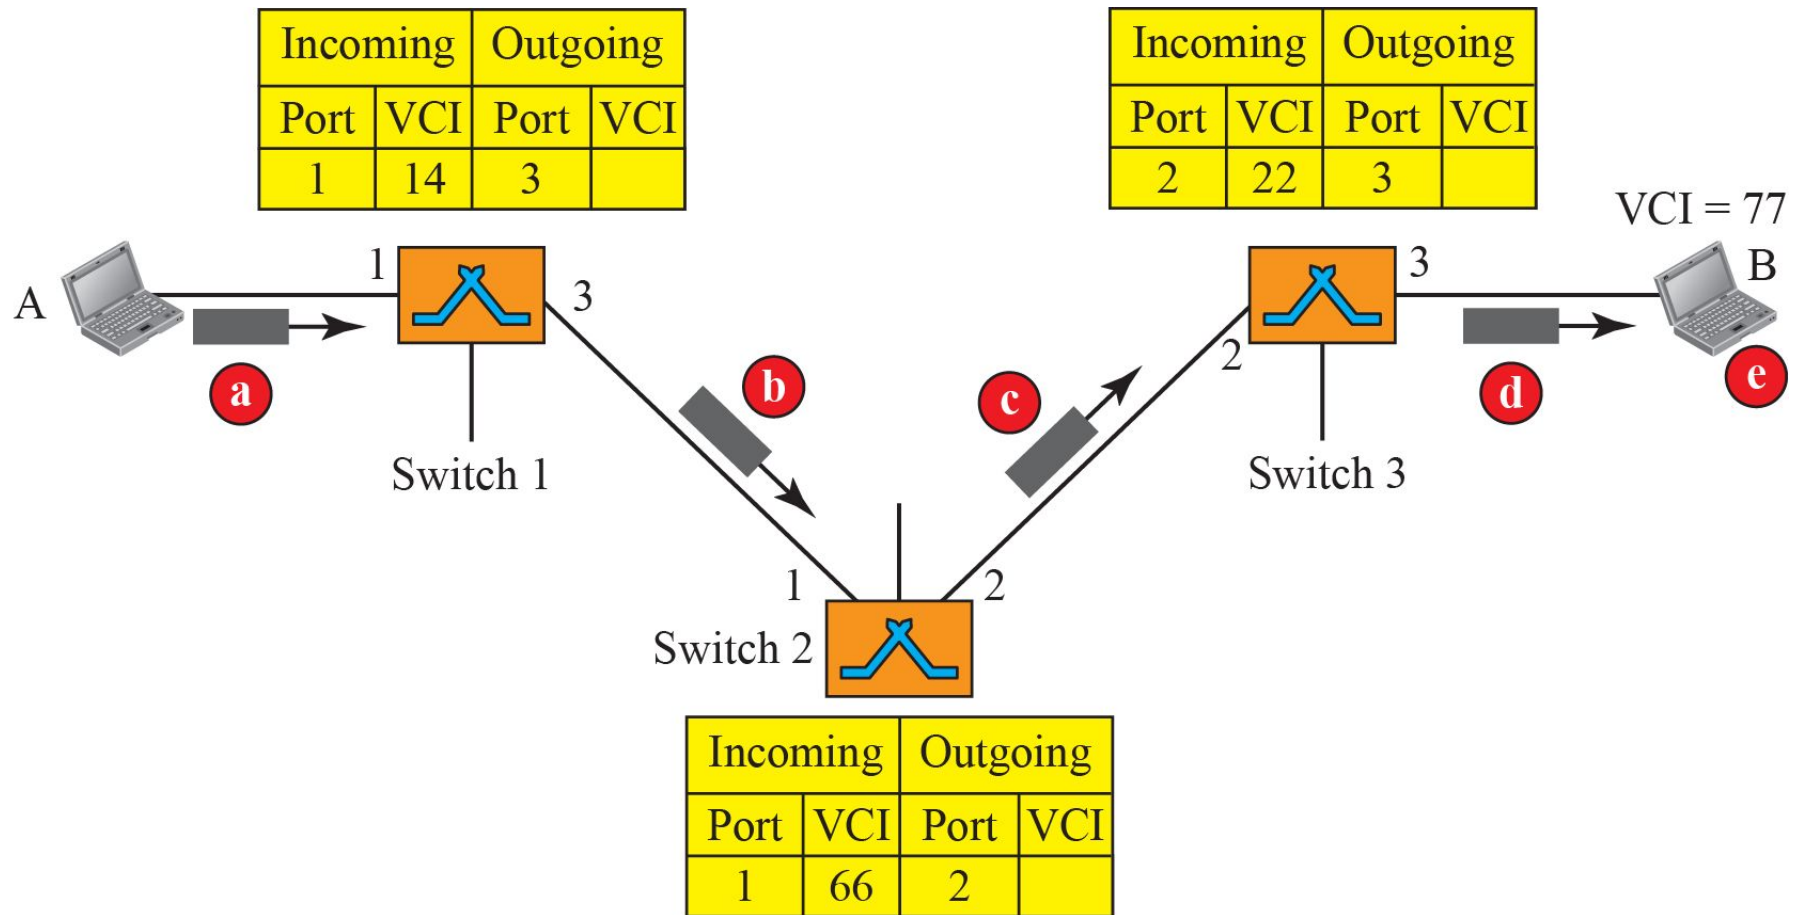 Incoming Outgoing
Port VCI Port VCI
1 14 3
Incoming Outgoing
Port VCI Port VCI
2 22 3
VCI = 77
A
1
3
2
3
B
a
b
c
d
e
Switch 1
Switch 3
1
2
Switch 2
Incoming Outgoing
Port VCI Port VCI
1 66 2